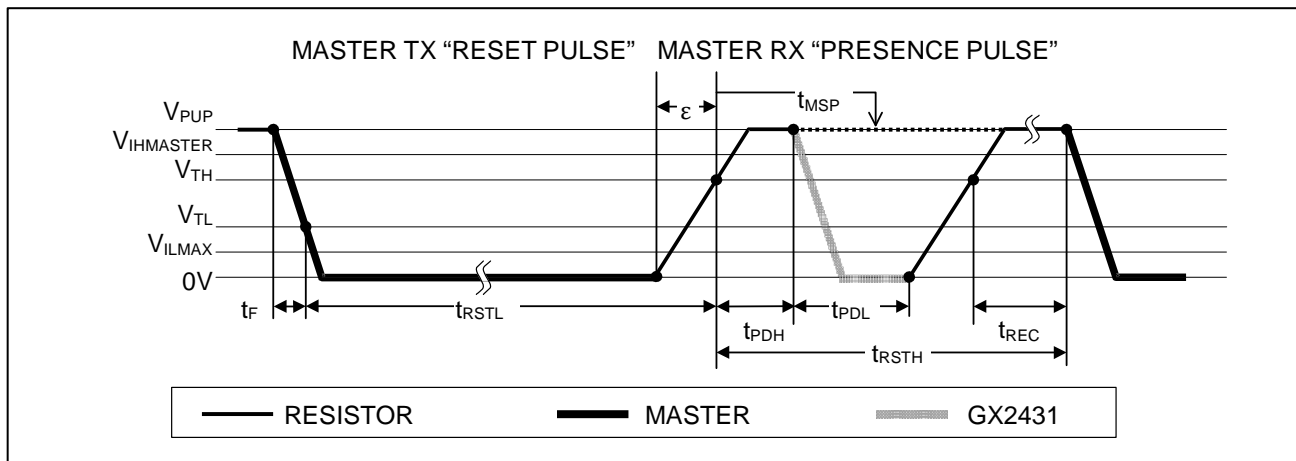 MASTER TX “RESET PULSE” MASTER RX “PRESENCE PULSE”
ε tMSP
VPUP
VIHMASTER
VTH
VTL
VILMAX
0V
tF tRSTL tPDH tPDL tREC
tRSTH
RESISTOR MASTER GX2431